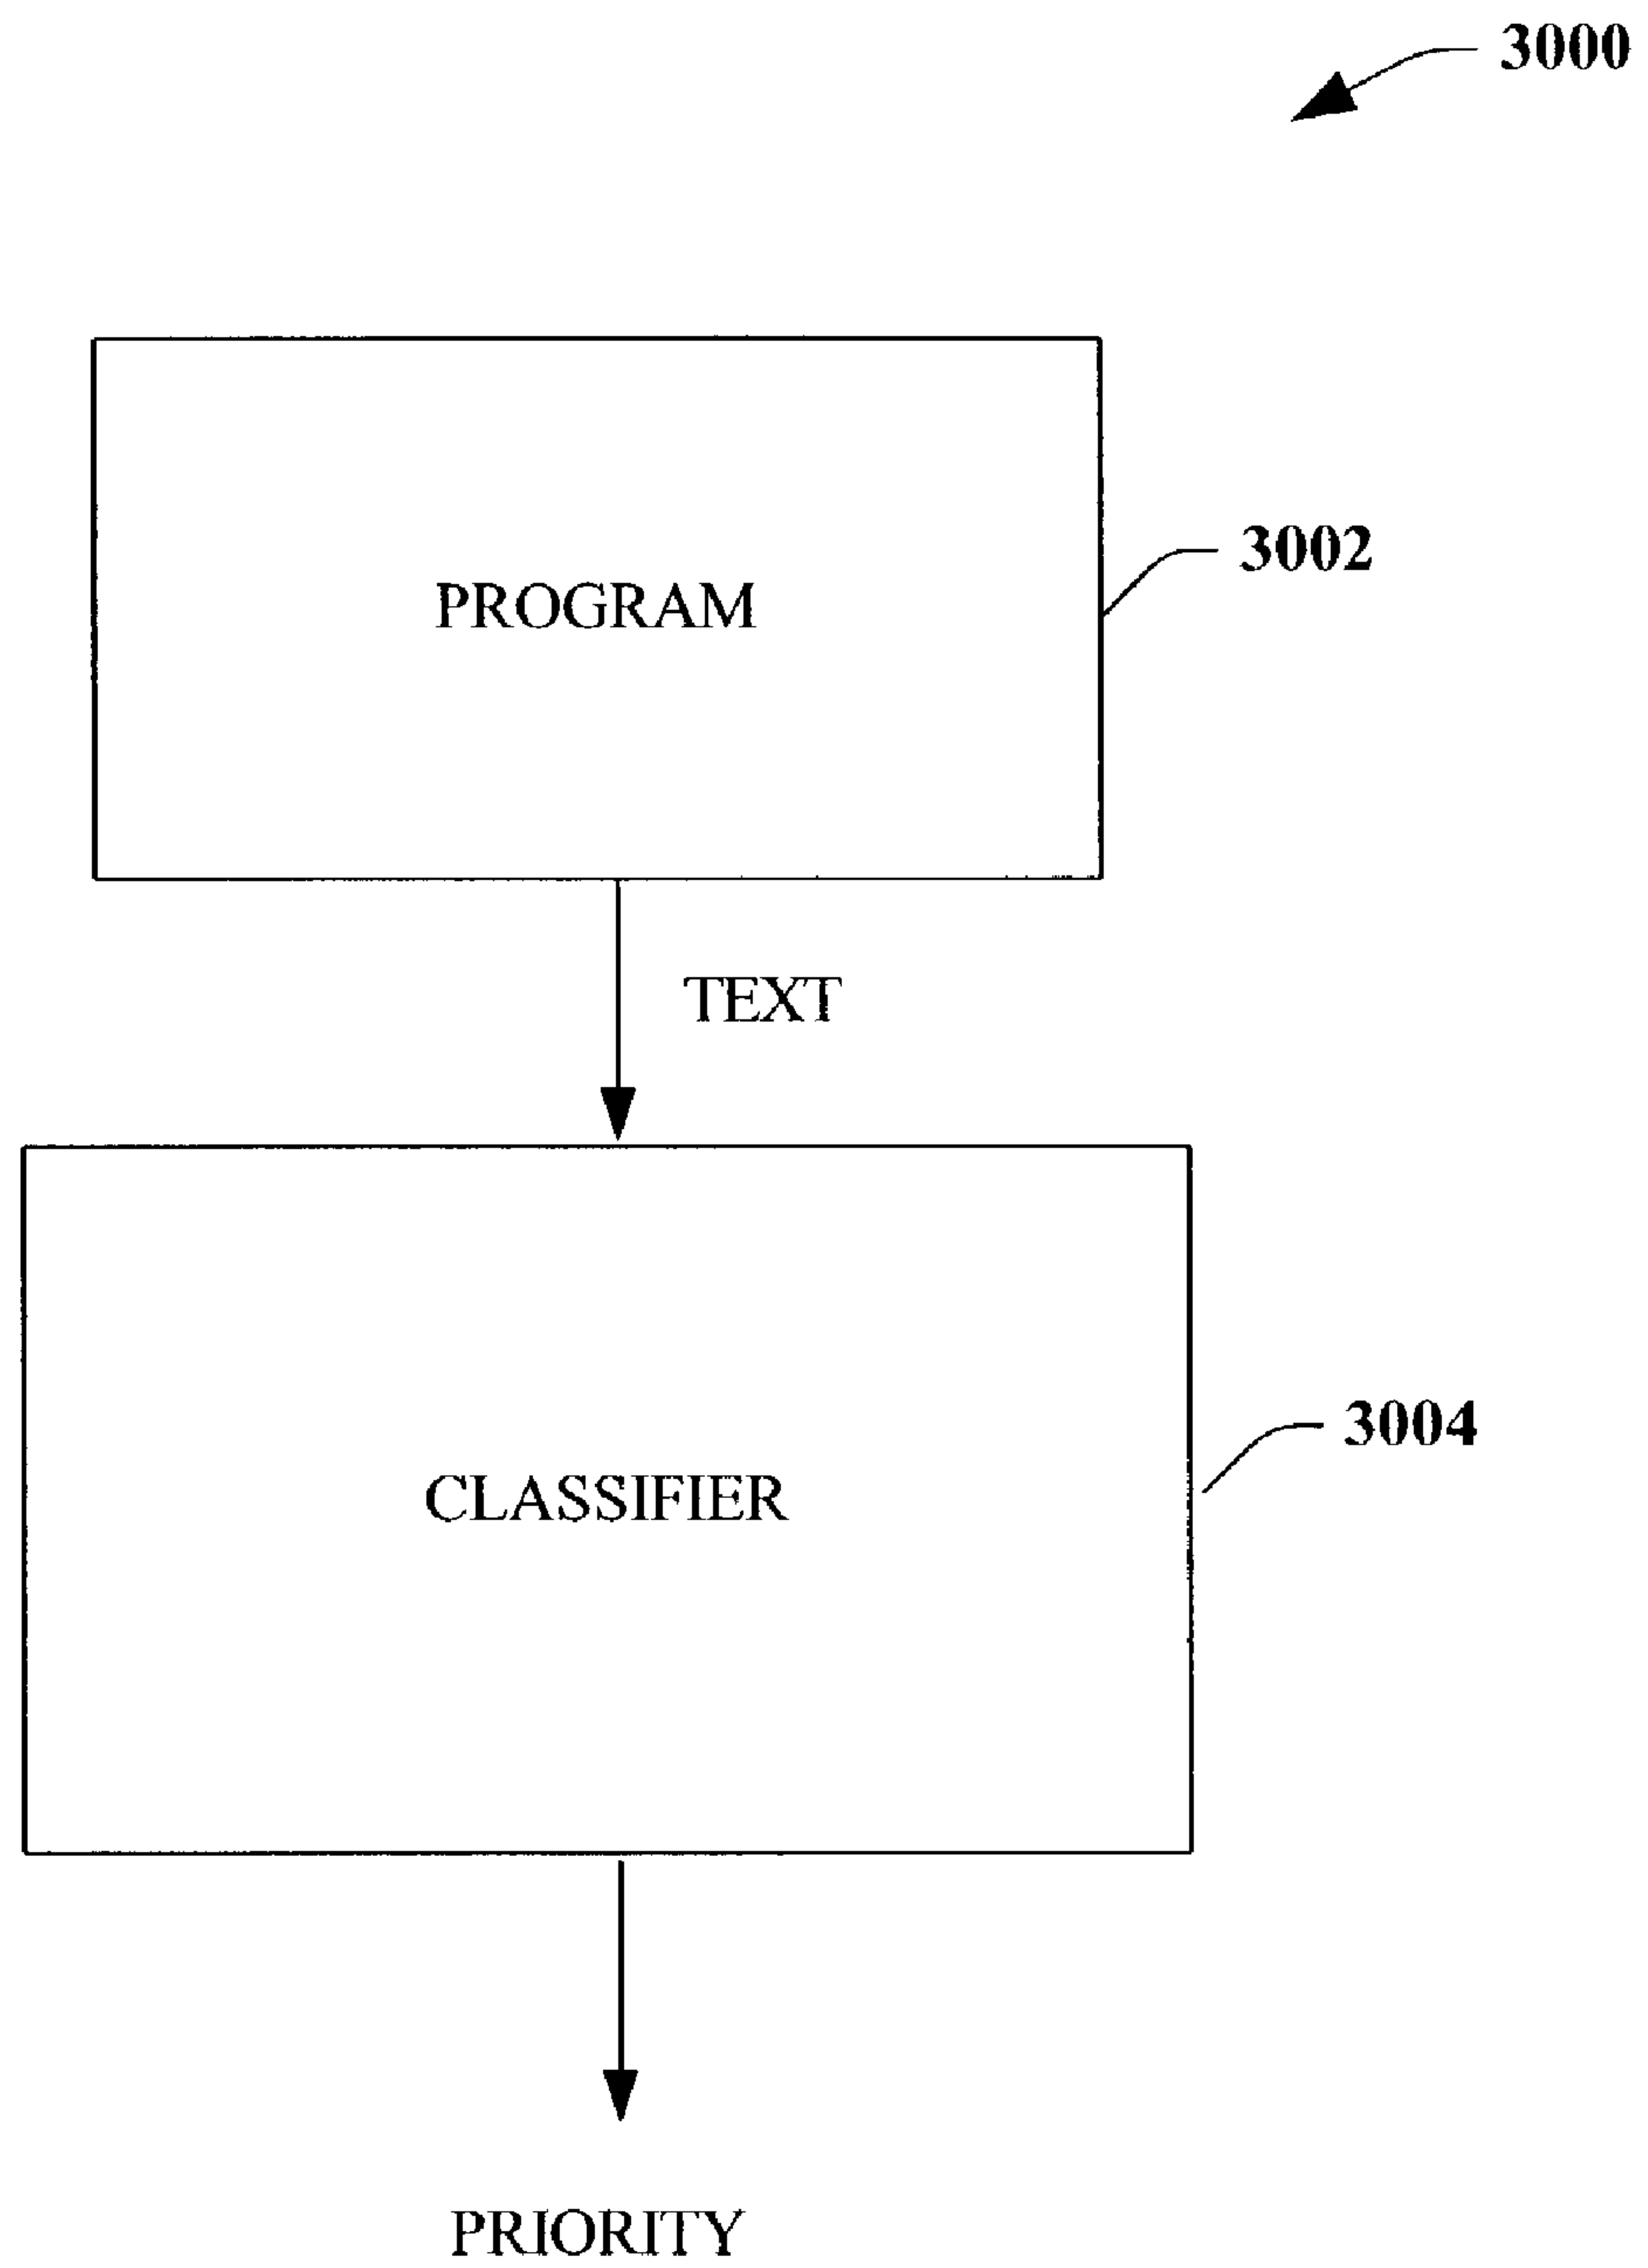 3000
PROGRAM
3002
TEXT
CLASSIFIER
3004
PRIORITY